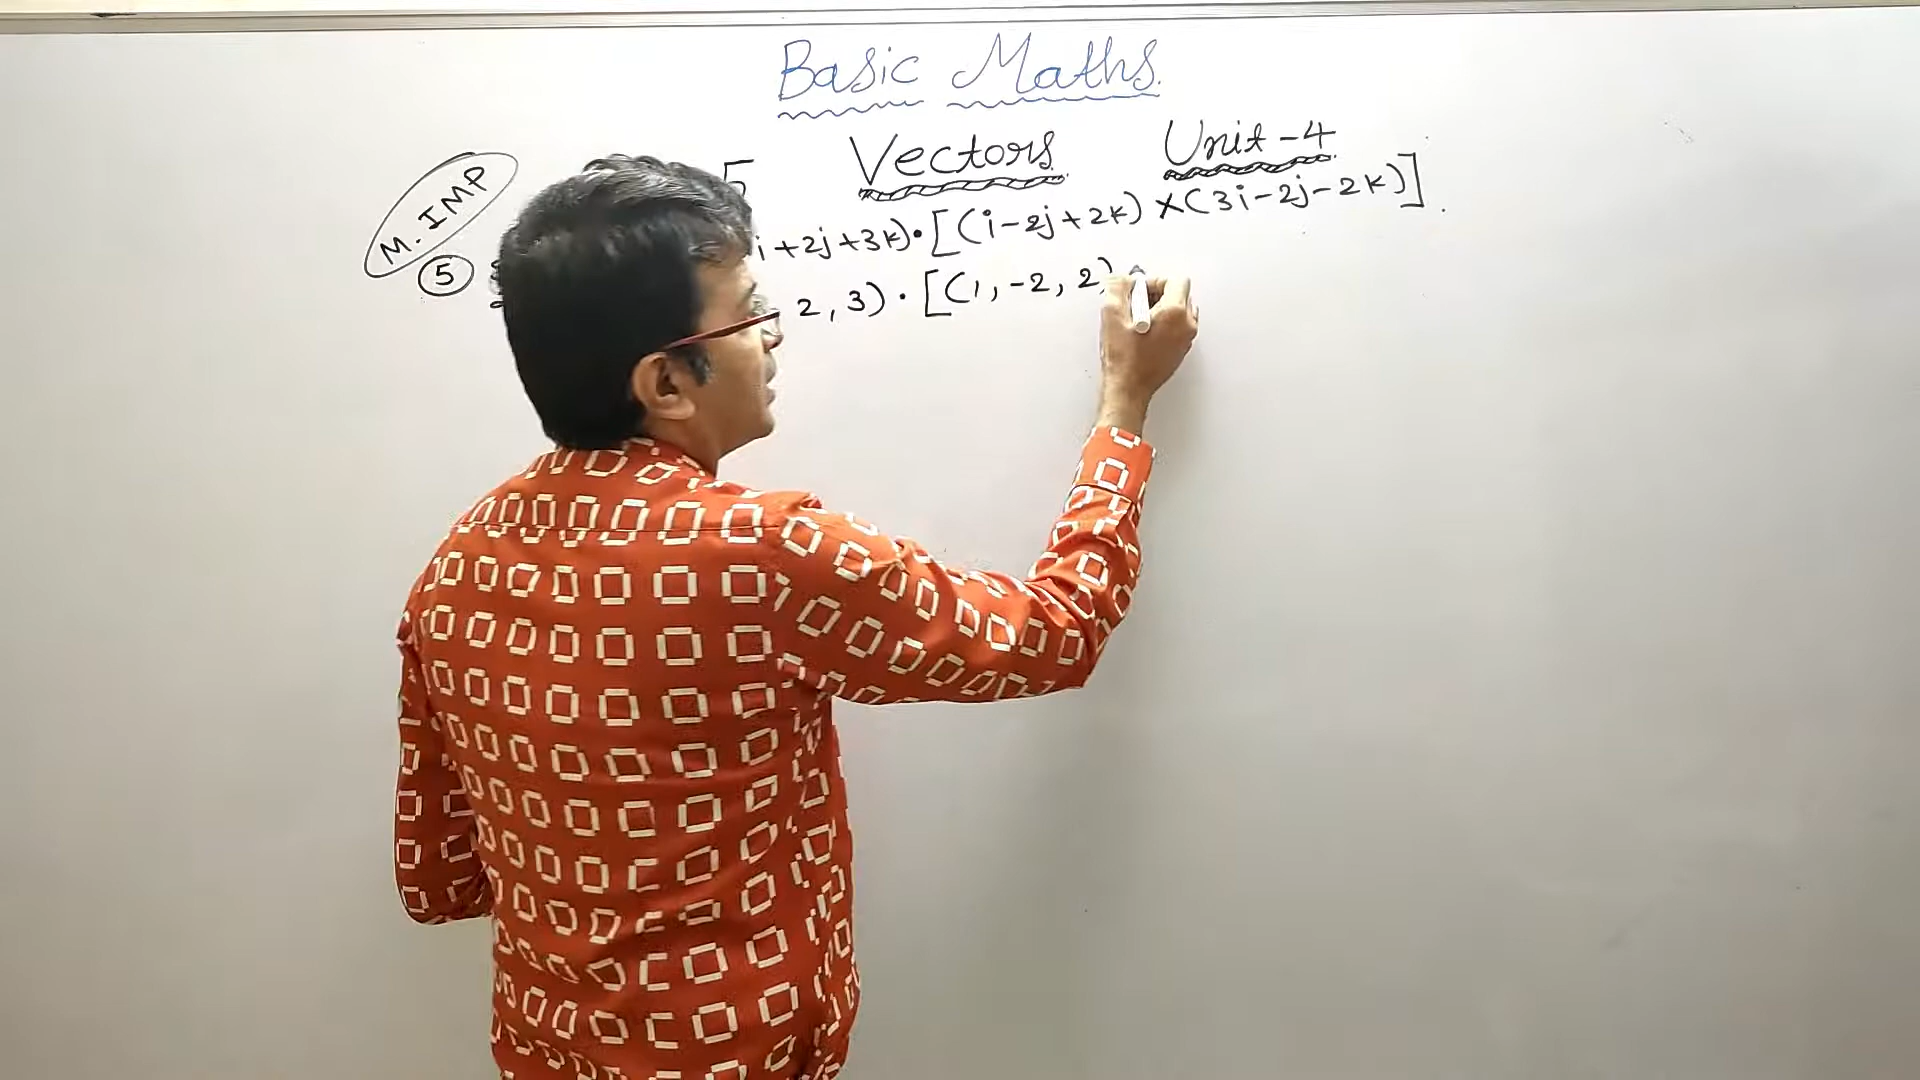 Basic Maths.
5 Vectors Unit-4
M. IMP
i+2j+3k)•[(i-2j+2k)×(3i-2j-2k)].
5
2,3)•[(1,-2,2)